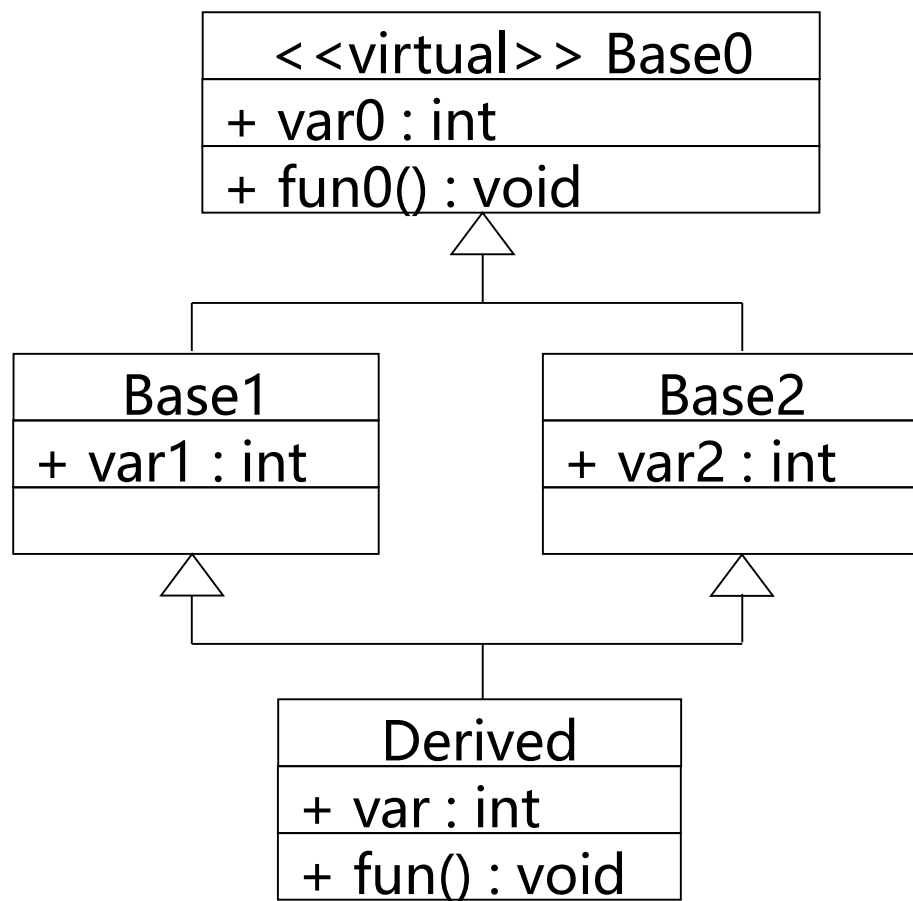 <<virtual>> Base0
+ var0 : int
+ fun0() : void
Base1
+ var1 : int
Base2
+ var2 : int
Derived
+ var : int
+ fun() : void